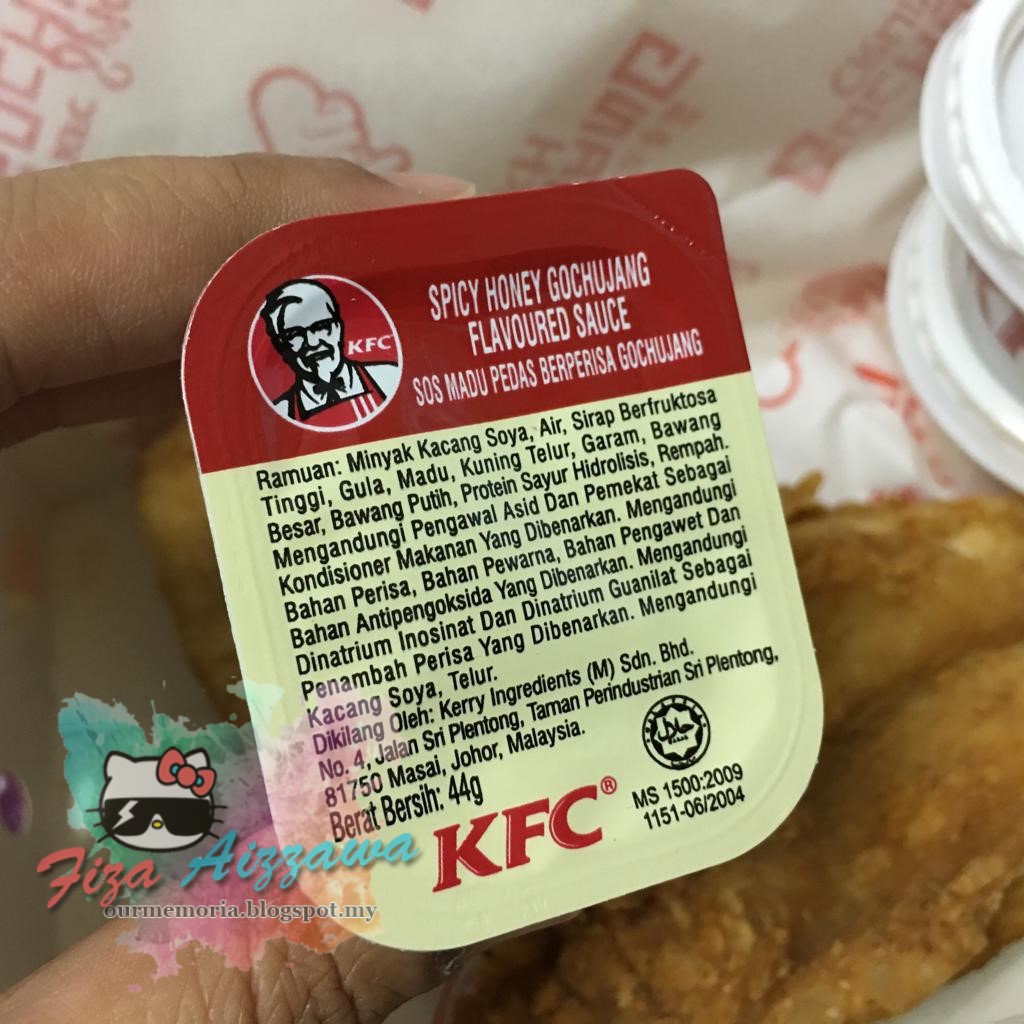 KFC
SPICY HONEY GOCHUJANG
FLAVOURED SAUCE
SOS MADU PEDAS BERPERISA GOCHUJANG
Ramuan: Minyak Kacang Soya, Air, Sirap Berfruktosa
Tinggi, Gula, Madu, Kuning Telur, Garam, Bawang
Besar, Bawang Putih, Protein Sayur Hidrolisis, Rempah.
Mengandungi Pengawal Asid Dan Pemekat Sebagai
Kondisioner Makanan Yang Dibenarkan. Mengandungi
Bahan Perisa, Bahan Pewarna, Bahan Pengawet Dan
Bahan Antipengoksida Yang Dibenarkan. Mengandungi
Dinatrium Inosinat Dan Dinatrium Guanilat Sebagai
Penambah Perisa Yang Dibenarkan. Mengandungi
Kacang Soya, Telur.
Dikilang Oleh: Kerry Ingredients (M) Sdn. Bhd.
No. 4, Jalan Sri Plentong, Taman Perindustrian Sri Plentong,
81750 Masai, Johor, Malaysia.
Berat Bersih: 44g
KFC®
MS 1500:2009
1151-06/2004
Fiza Aizzawa
ourmemoria.blogspot.my